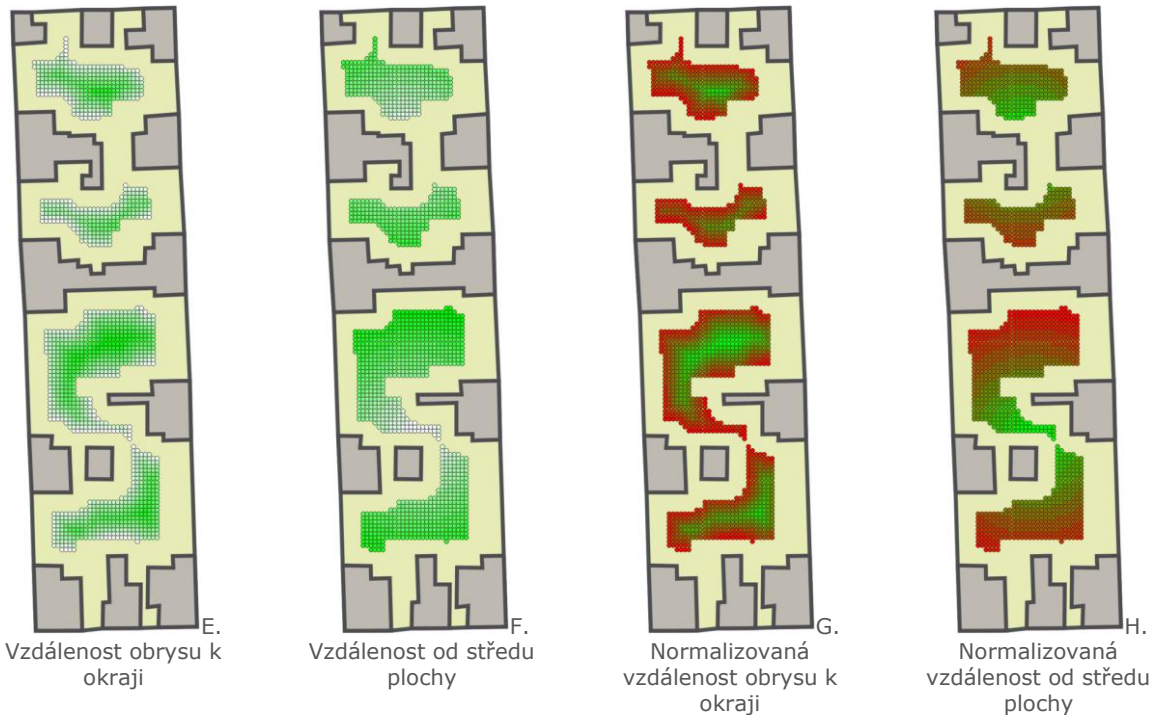 E.
Vzdálenost obrysu k
okraji
F.
Vzdálenost od středu
plochy
G.
Normalizovaná
vzdálenost obrysu k
okraji
H.
Normalizovaná
vzdálenost od středu
plochy